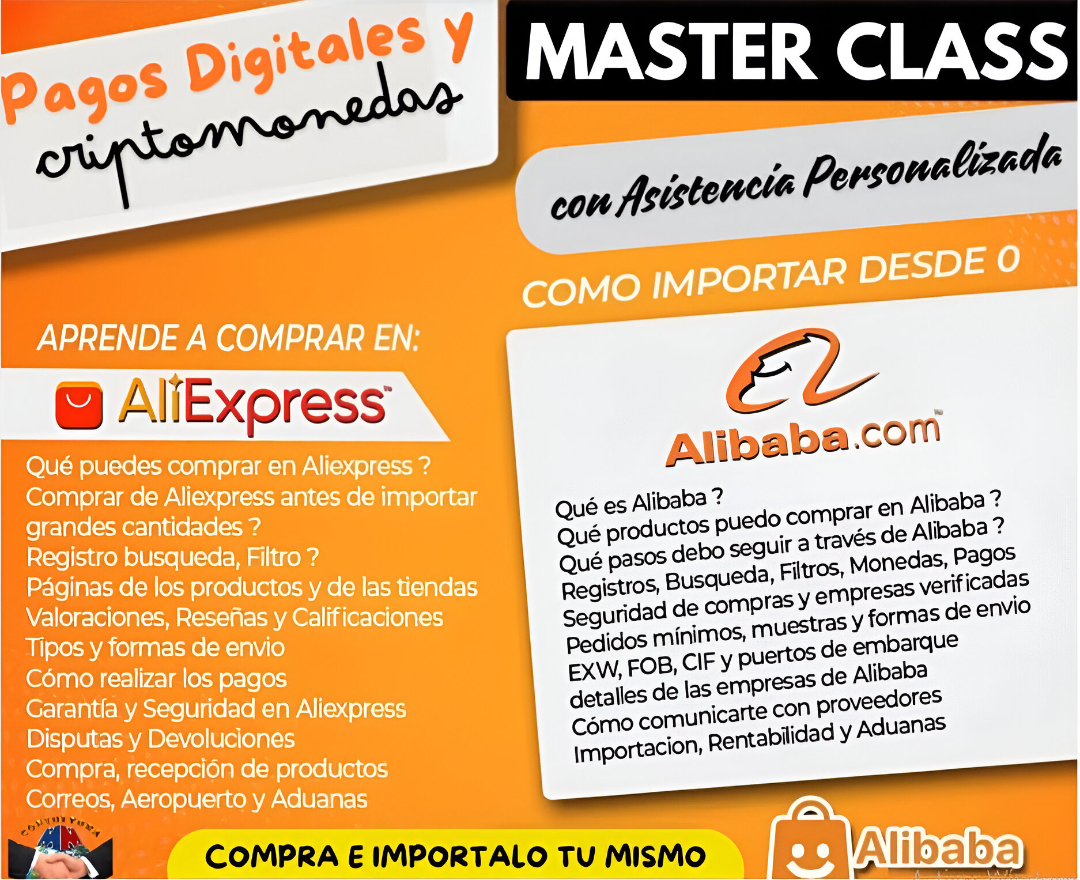 Pagos Digitales y
criptomonedas
MASTER CLASS
con Asistencia Personalizada
COMO IMPORTAR DESDE 0
APRENDE A COMPRAR EN:
AliExpress™
Qué puedes comprar en Aliexpress ?
Comprar de Aliexpress antes de importar
grandes cantidades ?
Registro busqueda, Filtro ?
Páginas de los productos y de las tiendas
Valoraciones, Reseñas y Calificaciones
Tipos y formas de envio
Cómo realizar los pagos
Garantía y Seguridad en Aliexpress
Disputas y Devoluciones
Compra, recepción de productos
Correos, Aeropuerto y Aduanas
Alibaba.com™
Qué es Alibaba ?
Qué productos puedo comprar en Alibaba ?
Qué pasos debo seguir a través de Alibaba ?
Registros, Busqueda, Filtros, Monedas, Pagos
Seguridad de compras y empresas verificadas
Pedidos mínimos, muestras y formas de envio
EXW, FOB, CIF y puertos de embarque
detalles de las empresas de Alibaba
Cómo comunicarte con proveedores
Importacion, Rentabilidad y Aduanas
COMPRA E IMPORTALO TU MISMO
Alibaba